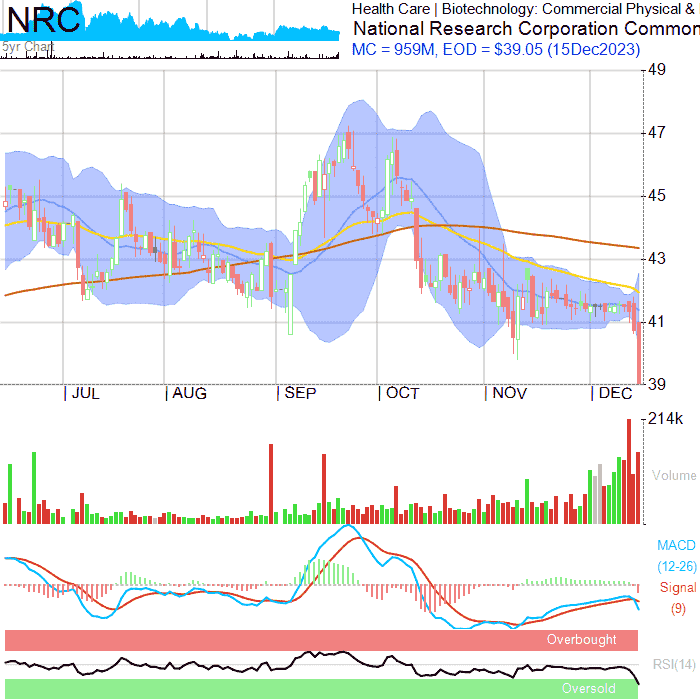 NRC
5yr Chart
Health Care | Biotechnology: Commercial Physical &
National Research Corporation Common
MC = 959M, EOD = $39.05 (15Dec2023)
49
47
45
43
41
39
JUL
AUG
SEP
OCT
NOV
DEC
214k
Volume
MACD
(12-26)
Signal
(9)
Overbought
RSI(14)
Oversold